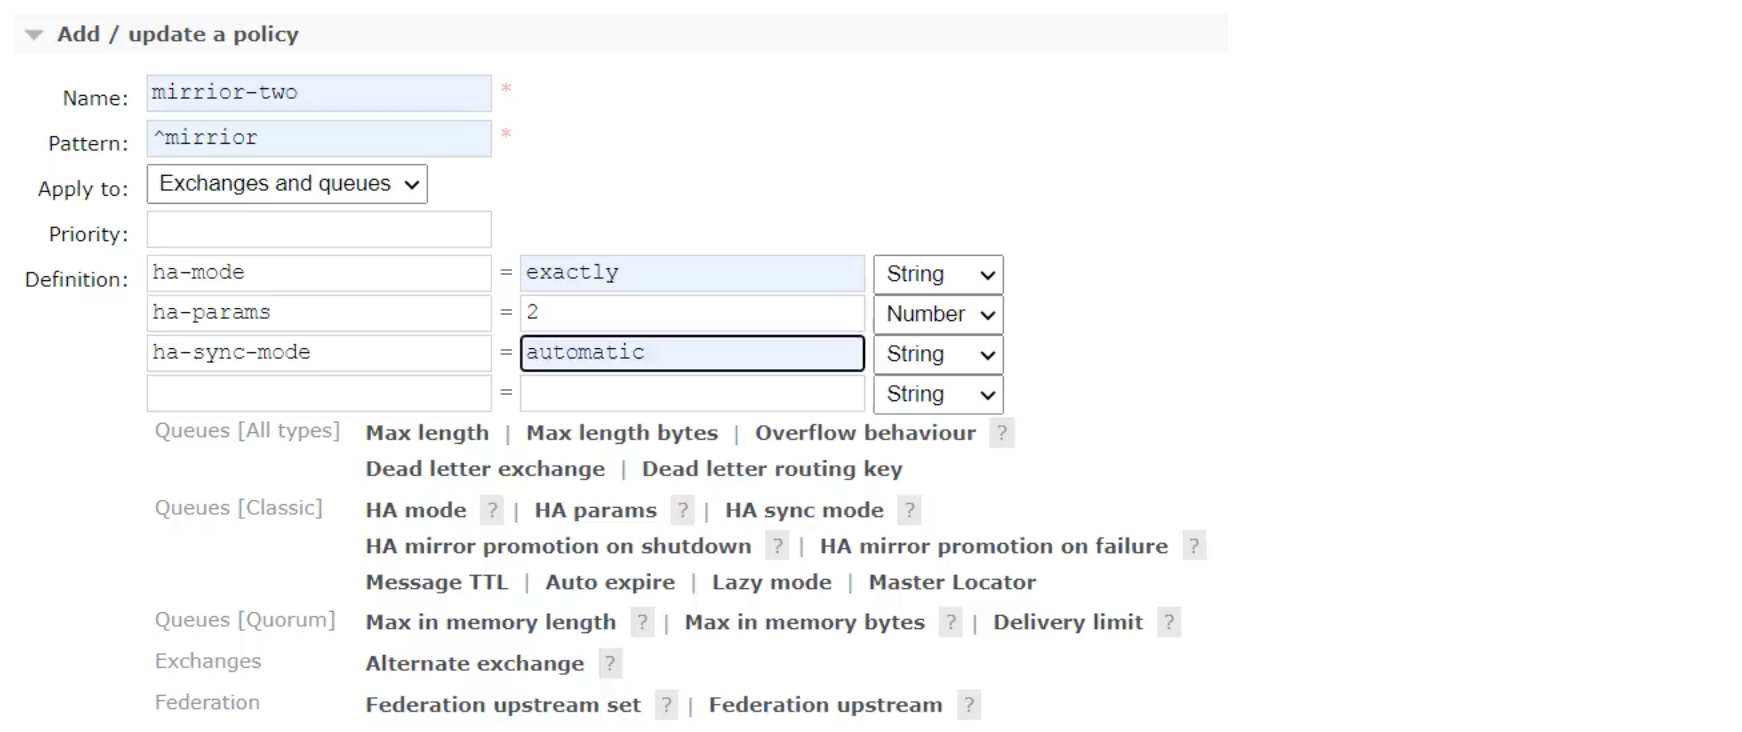 Add / update a policy
Name: mirrior-two *
Pattern: ^mirrior *
Apply to: Exchanges and queues
Priority:
Definition: ha-mode = exactly String
ha-params = 2 Number
ha-sync-mode = automatic String
= String
Queues [All types] Max length | Max length bytes | Overflow behaviour ?
Dead letter exchange | Dead letter routing key
Queues [Classic] HA mode ? | HA params ? | HA sync mode ?
HA mirror promotion on shutdown ? | HA mirror promotion on failure ?
Message TTL | Auto expire | Lazy mode | Master Locator
Queues [Quorum] Max in memory length ? | Max in memory bytes ? | Delivery limit ?
Exchanges Alternate exchange ?
Federation Federation upstream set ? | Federation upstream ?